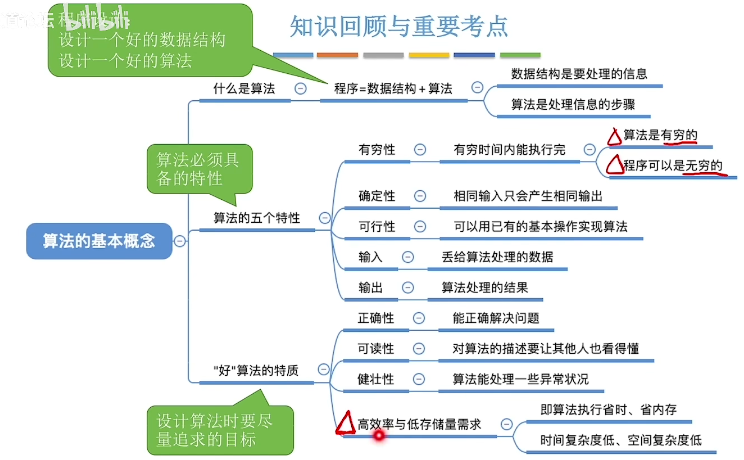 知识回顾与重要考点
bilibili
设计一个好的数据结构
设计一个好的算法
什么是算法
程序=数据结构+算法
数据结构是要处理的信息
算法是处理信息的步骤
算法必须具
备的特性
算法的基本概念
算法的五个特性
有穷性
有穷时间内能执行完
算法是有穷的
程序可以是无穷的
确定性
相同输入只会产生相同输出
可行性
可以用已有的基本操作实现算法
输入
丢给算法处理的数据
输出
算法处理的结果
"好"算法的特质
正确性
能正确解决问题
可读性
对算法的描述要让其他人也看得懂
健壮性
算法能处理一些异常状况
高效率与低存储量需求
即算法执行省时、省内存
时间复杂度低、空间复杂度低
设计算法时要尽
量追求的目标